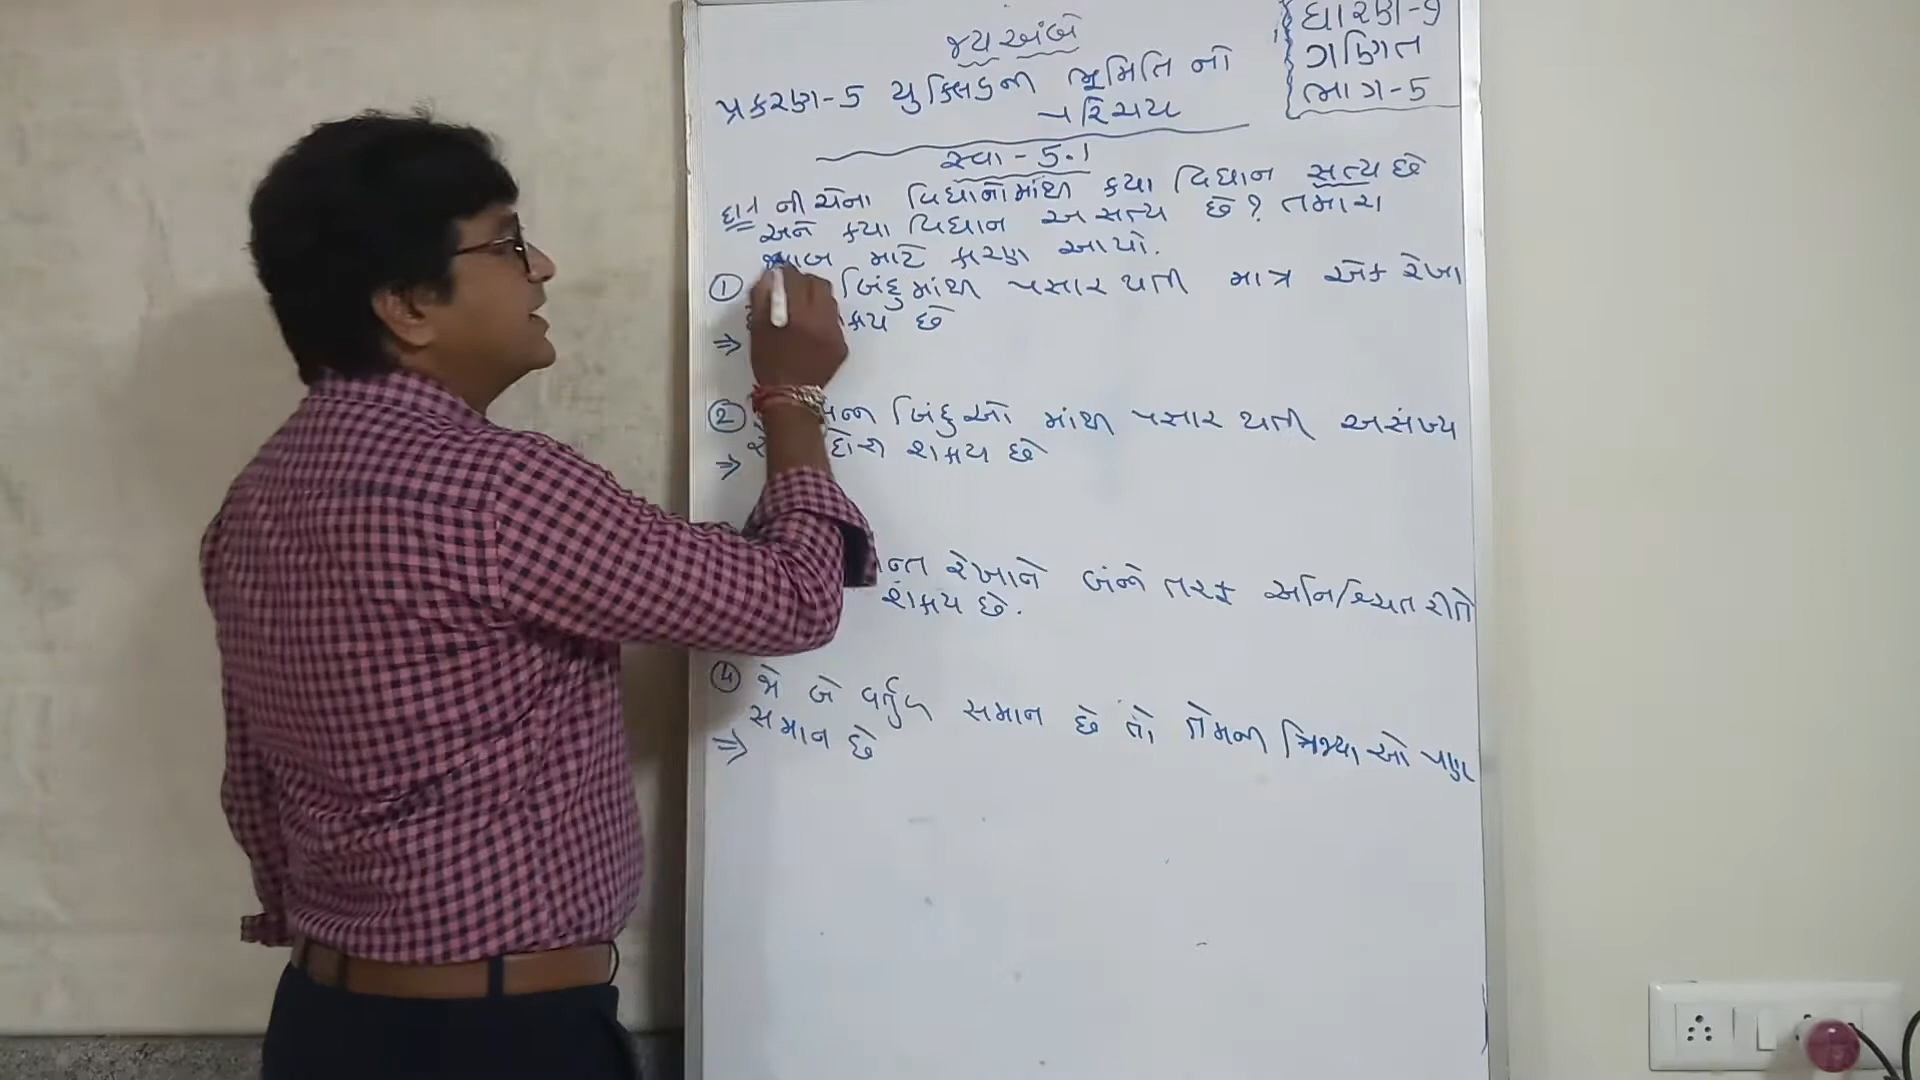 જય અંબે
ધોરણ-9
ગણિત
ભાગ-5
પ્રકરણ-5 યુક્લિડની ભૂમિતિ નો
પરિચય
સ્વા - 5.1
દા1 નીચેના વિધાનોમાંથી કયા વિધાન સત્ય છે
અને કયા વિધાન અસત્ય છે? તમારા
જવાબ માટે કારણ આપો.
① બિંદુમાંથી પસાર થતી માત્ર એક રેખા
છે
⇒
② બિંદુઓ માંથી પસાર થતી અસંખ્ય
દોરી શકાય છે
⇒
રેખાને બંને તરફ અનિશ્ચિત રીતે
શકાય છે.
④ જો બે વર્તુળ સમાન છે તો, તેમની ત્રિજ્યાઓ પણ
સમાન છે
⇒